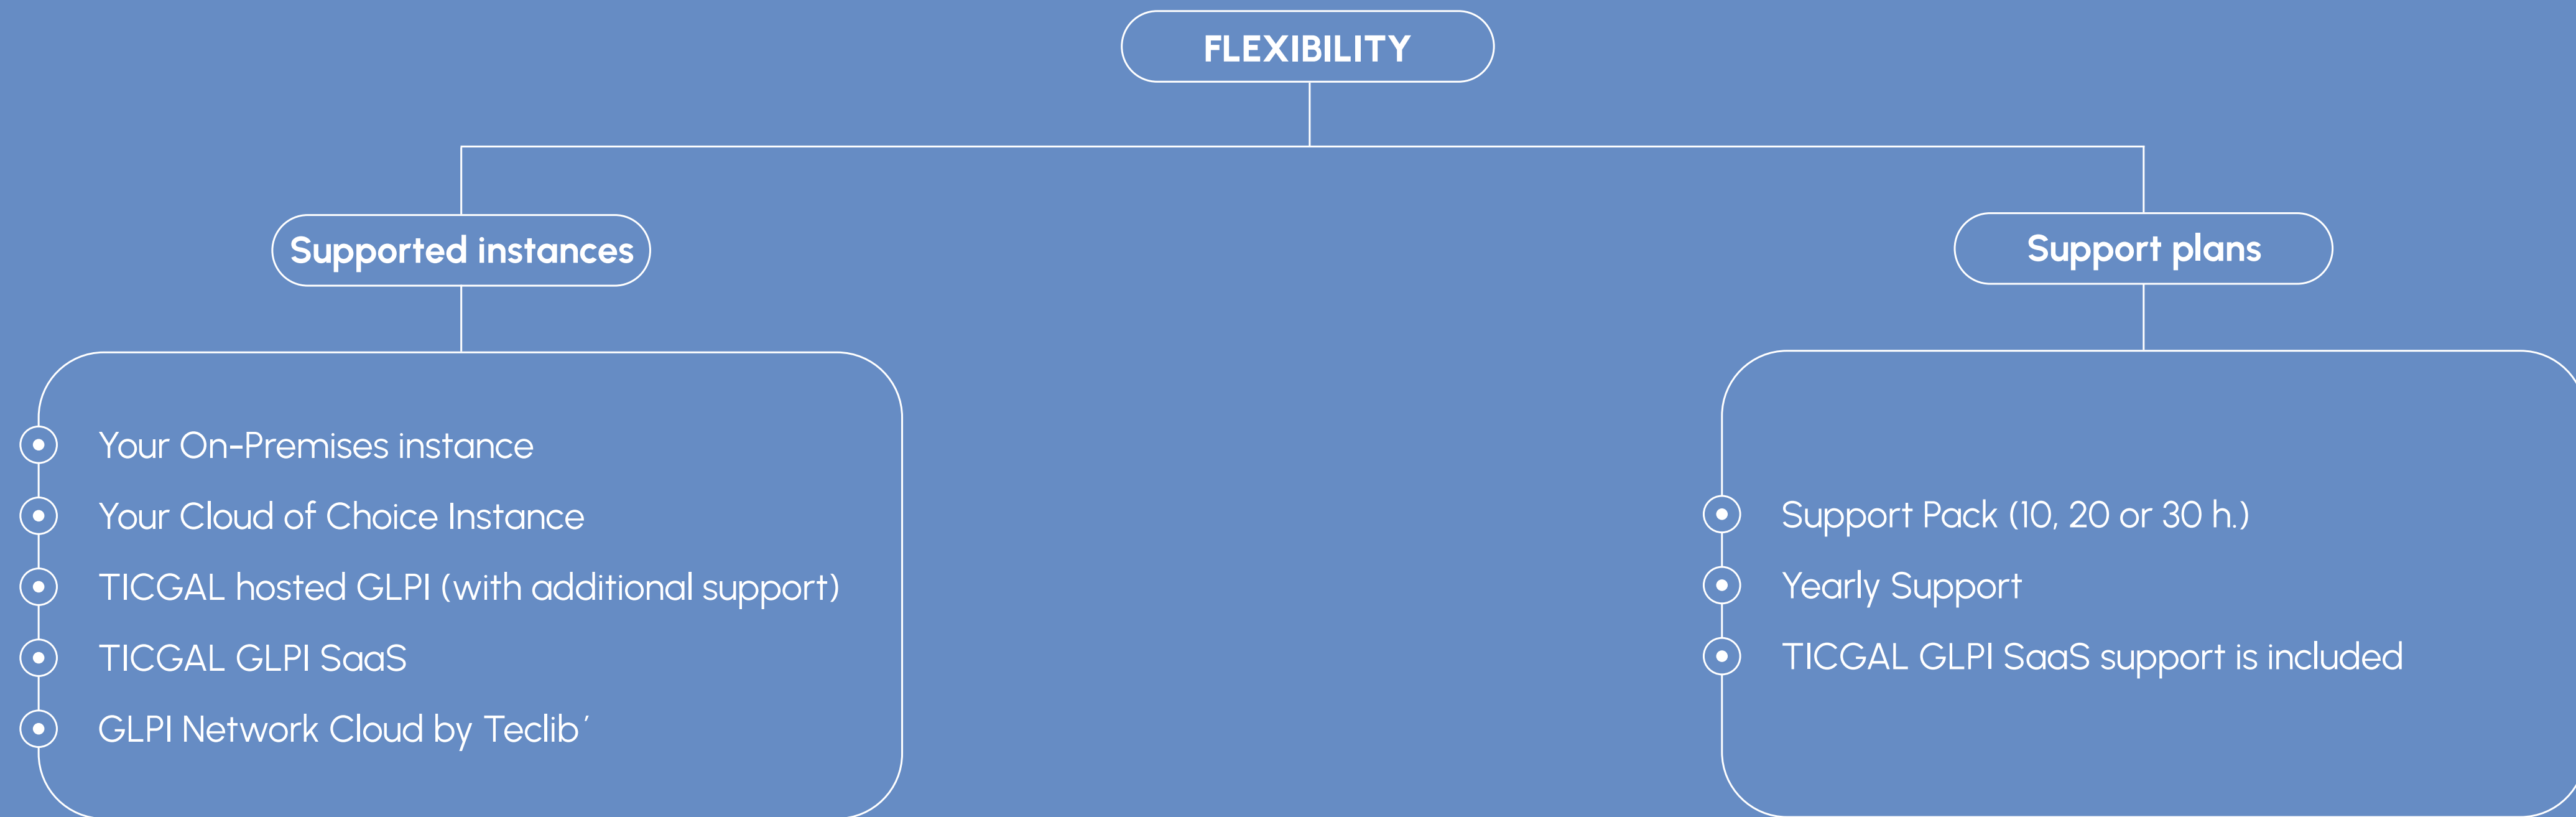 FLEXIBILITY
Supported instances
Your On-Premises instance
Your Cloud of Choice Instance
TICGAL hosted GLPI (with additional support)
TICGAL GLPI SaaS
GLPI Network Cloud by Teclib´
Support plans
Support Pack (10, 20 or 30 h.)
Yearly Support
TICGAL GLPI SaaS support is included